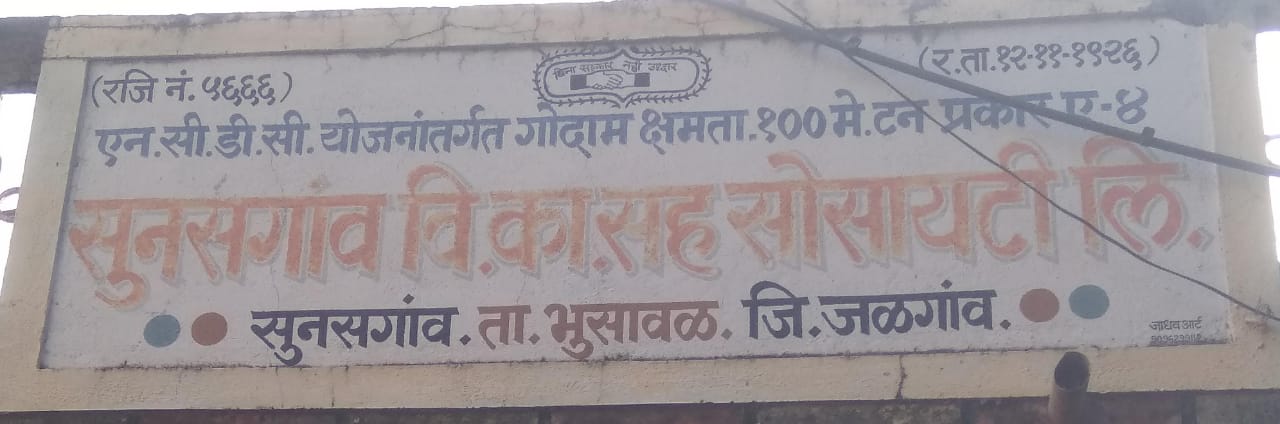 (रजि नं. ५६६६)
बिना सहकार नही उध्दार
(र.ता.१२-११-१९२६)
एन.सी.डी.सी. योजनांतर्गत गोदाम क्षमता.१०० मे.टन प्रकार ए-४
सुनसगांव वि.का.सह सोसायटी लि.
सुनसगांव. ता. भुसावळ. जि. जळगांव.
जाधव आर्ट